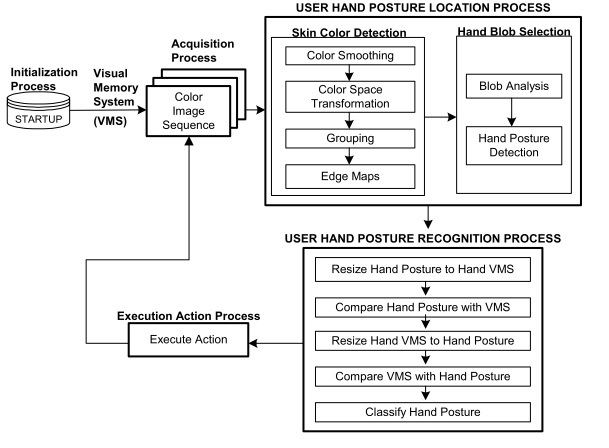 USER HAND POSTURE LOCATION PROCESS
Skin Color Detection
Color Smoothing
Color Space
Transformation
Grouping
Edge Maps
Hand Blob Selection
Blob Analysis
Hand Posture
Detection
Acquisition
Process
Color
Image
Sequence
Initialization
Process
STARTUP
Visual
Memory
System
(VMS)
USER HAND POSTURE RECOGNITION PROCESS
Resize Hand Posture to Hand VMS
Compare Hand Posture with VMS
Resize Hand VMS to Hand Posture
Compare VMS with Hand Posture
Classify Hand Posture
Execution Action Process
Execute Action